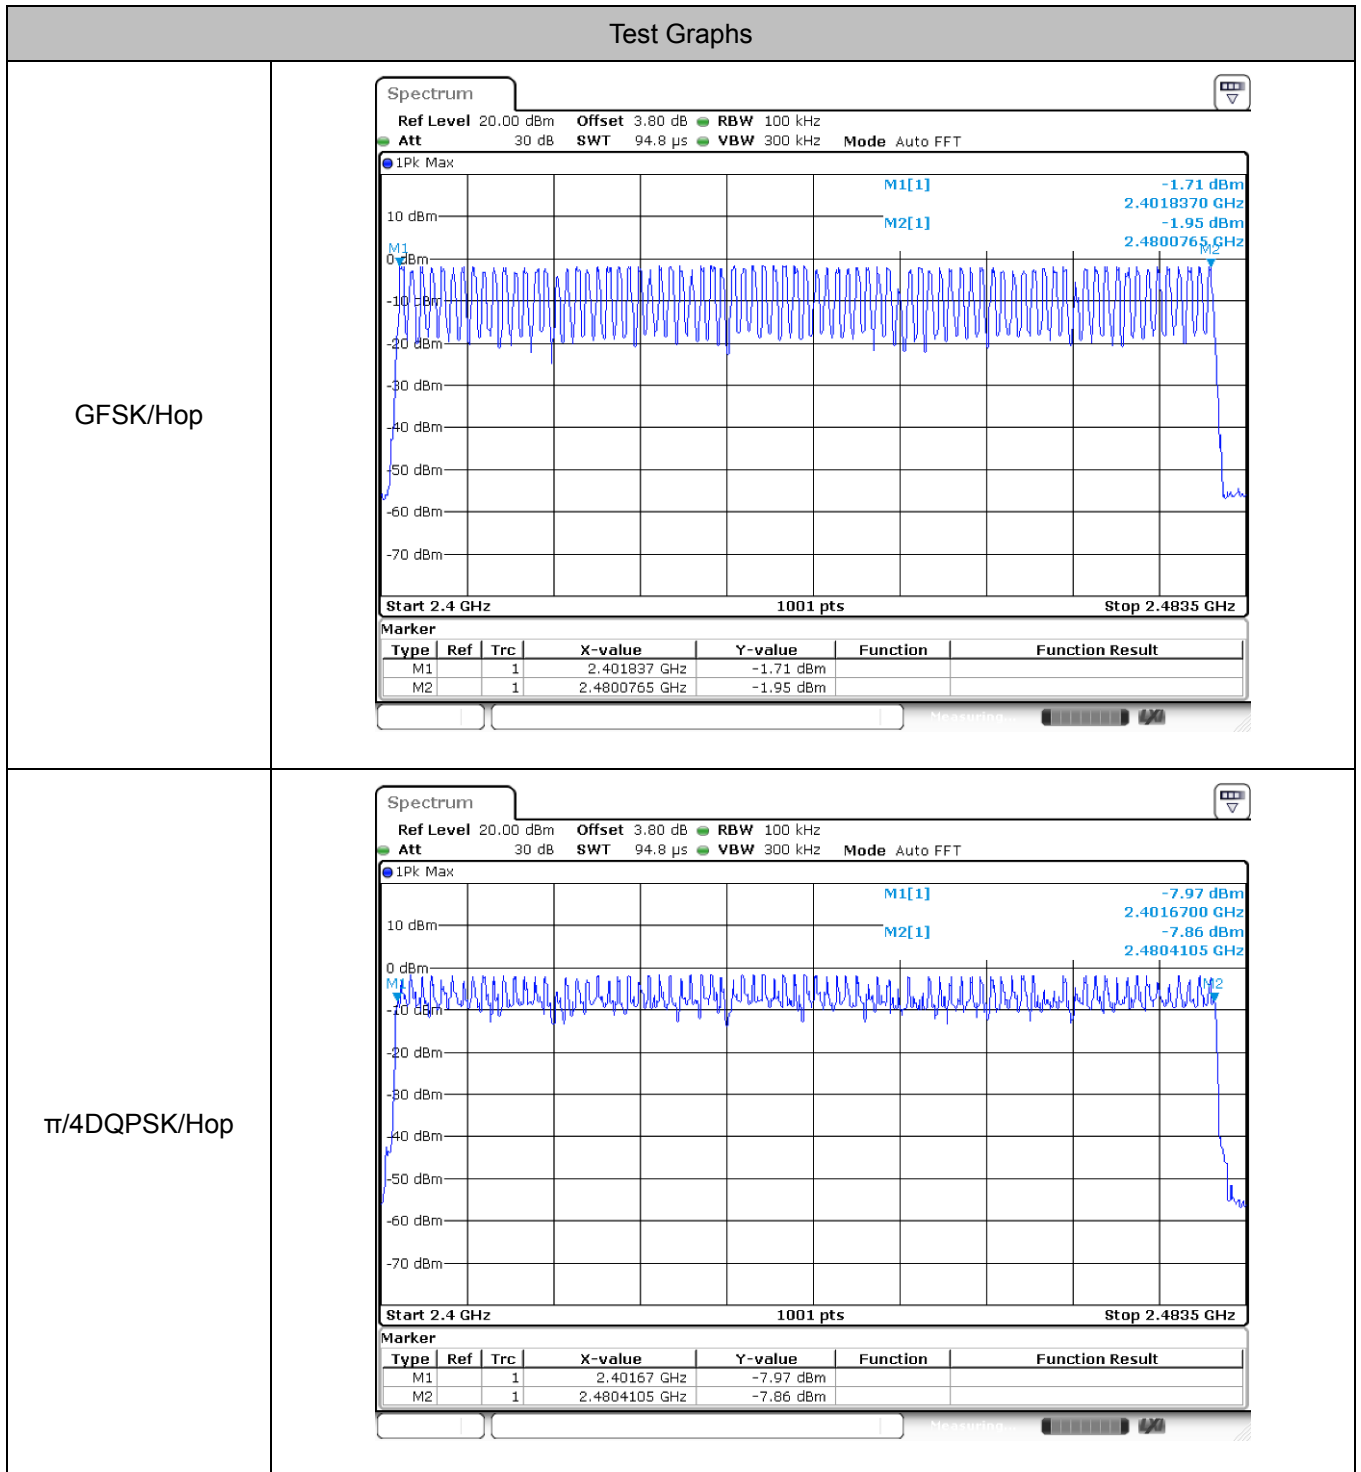 Test Graphs
GFSK/Hop
Spectrum
Ref Level 20.00 dBm Offset 3.80 dB RBW 100 kHz
Att 30 dB SWT 94.8 µs VBW 300 kHz Mode Auto FFT
1Pk Max
M1[1] -1.71 dBm
2.4018370 GHz
10 dBm
M2[1] -1.95 dBm
2.4800765 GHz
M1 M2
0 dBm
-10 dBm
-20 dBm
-30 dBm
-40 dBm
-50 dBm
-60 dBm
-70 dBm
Start 2.4 GHz 1001 pts Stop 2.4835 GHz
Marker
Type Ref Trc X-value Y-value Function Function Result
M1 1 2.401837 GHz -1.71 dBm
M2 1 2.4800765 GHz -1.95 dBm
Measuring...
π/4DQPSK/Hop
Spectrum
Ref Level 20.00 dBm Offset 3.80 dB RBW 100 kHz
Att 30 dB SWT 94.8 µs VBW 300 kHz Mode Auto FFT
1Pk Max
M1[1] -7.97 dBm
2.4016700 GHz
10 dBm
M2[1] -7.86 dBm
2.4804105 GHz
0 dBm
M1 M2
-10 dBm
-20 dBm
-30 dBm
-40 dBm
-50 dBm
-60 dBm
-70 dBm
Start 2.4 GHz 1001 pts Stop 2.4835 GHz
Marker
Type Ref Trc X-value Y-value Function Function Result
M1 1 2.40167 GHz -7.97 dBm
M2 1 2.4804105 GHz -7.86 dBm
Measuring...